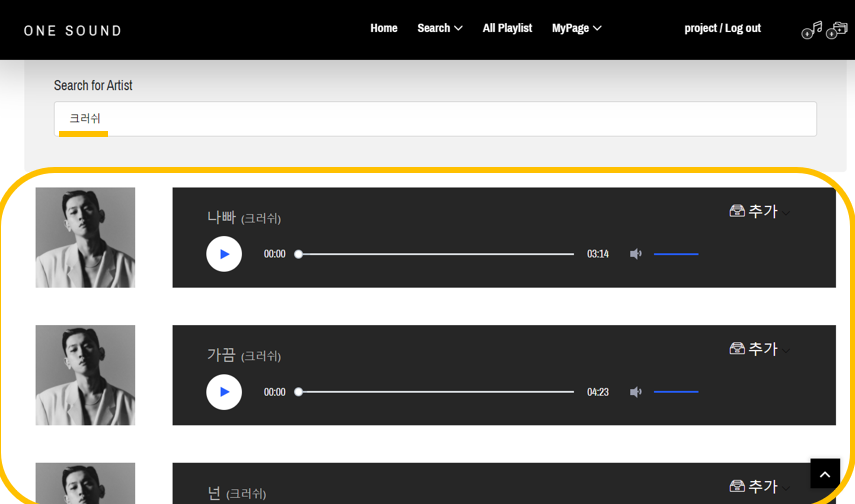 ONE SOUND
Home Search All Playlist MyPage project / Log out
Search for Artist
크러쉬
나빠 (크러쉬)
추가
00:00 03:14
가끔 (크러쉬)
추가
00:00 04:23
넌 (크러쉬)
추가